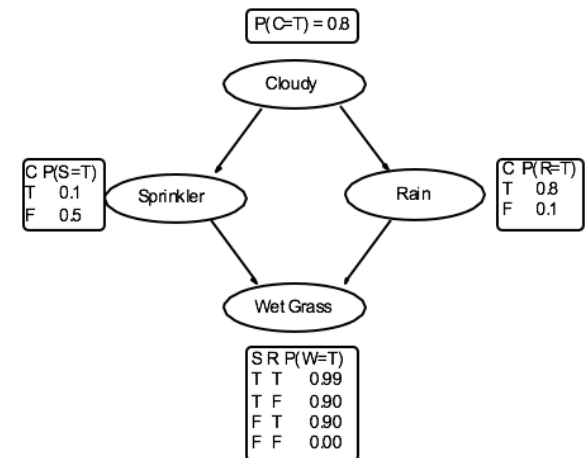 P(C=T) = 0.8
Cloudy
C P(S=T)
T 0.1
F 0.5
Sprinkler
Rain
C P(R=T)
T 0.8
F 0.1
Wet Grass
S R P(W=T)
T T 0.99
T F 0.90
F T 0.90
F F 0.00